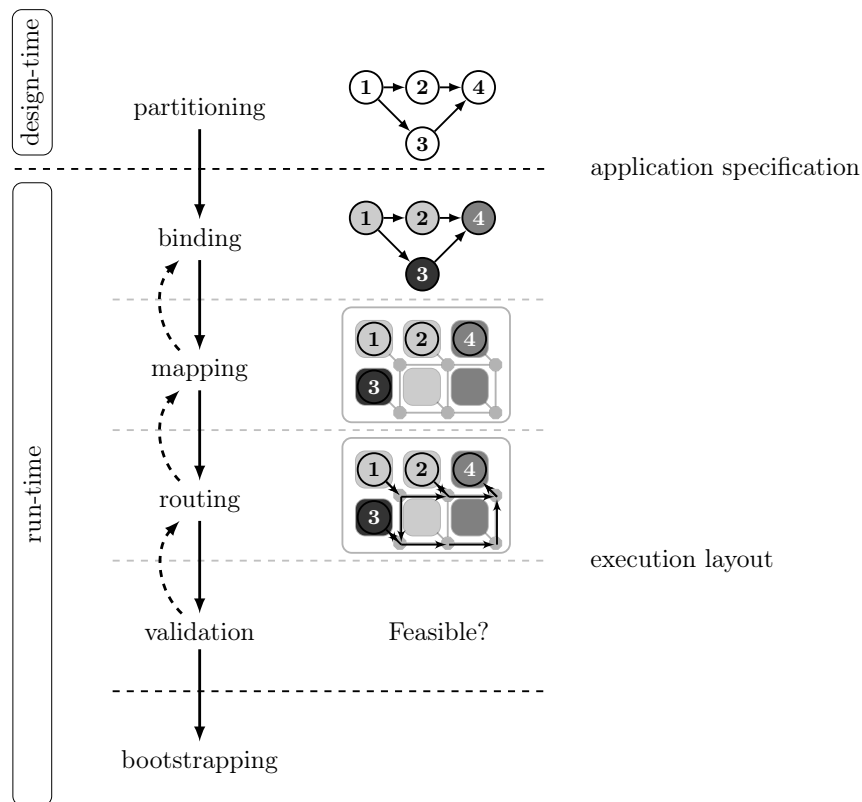 design-time
partitioning
1 2 4
3
application specification
run-time
binding
1 2 4
3
mapping
1 2 4
3
routing
1 2 4
3
execution layout
validation
Feasible?
bootstrapping